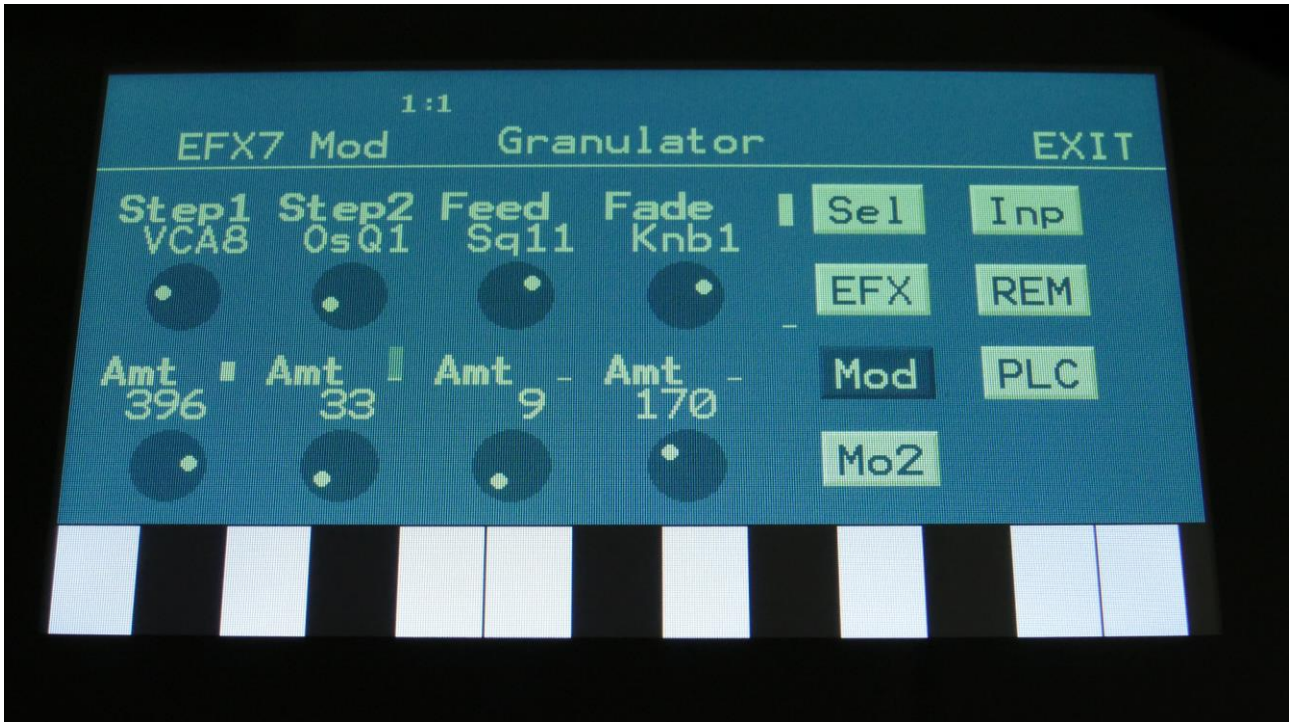 1:1
EFX7 Mod Granulator EXIT
Step1 Step2 Feed Fade Sel Inp
VCA8 OsQ1 Sq11 Knb1
EFX REM
Amt Amt Amt Amt Mod PLC
396 33 9 170
Mo2